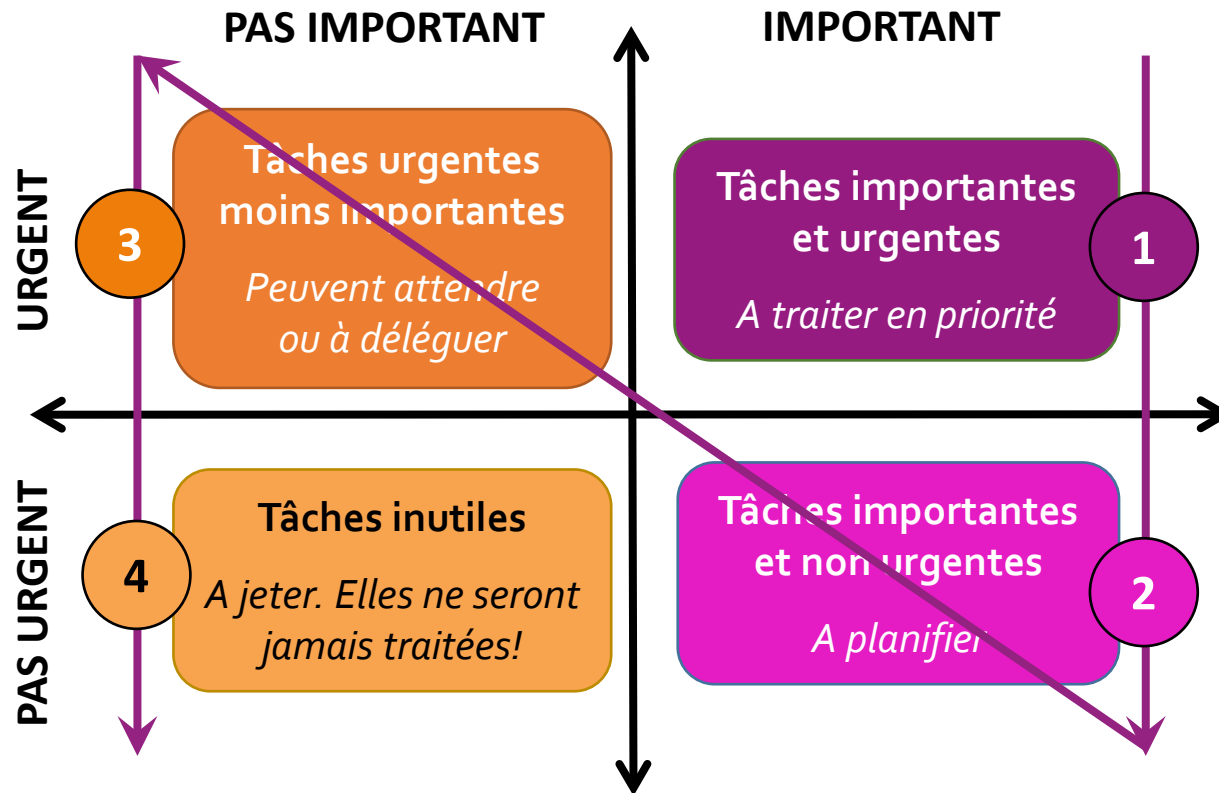 PAS IMPORTANT
IMPORTANT
URGENT
Tâches urgentes
moins importantes
Peuvent attendre
ou à déléguer
3
Tâches importantes
et urgentes
A traiter en priorité
1
PAS URGENT
Tâches inutiles
A jeter. Elles ne seront
jamais traitées!
4
Tâches importantes
et non urgentes
A planifier
2